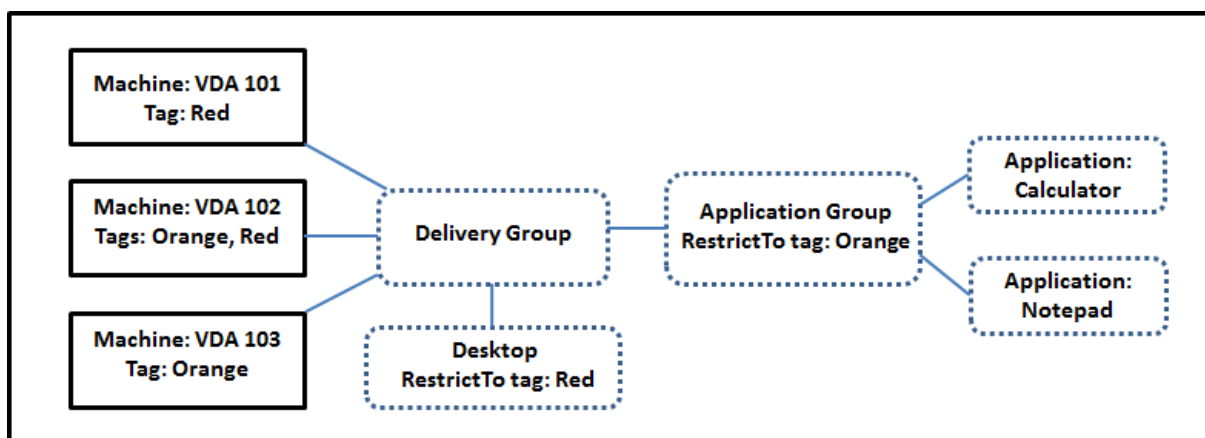 Machine: VDA 101
Tag: Red
Machine: VDA 102
Tags: Orange, Red
Machine: VDA 103
Tag: Orange
Delivery Group
Desktop
RestrictTo tag: Red
Application Group
RestrictTo tag: Orange
Application:
Calculator
Application:
Notepad